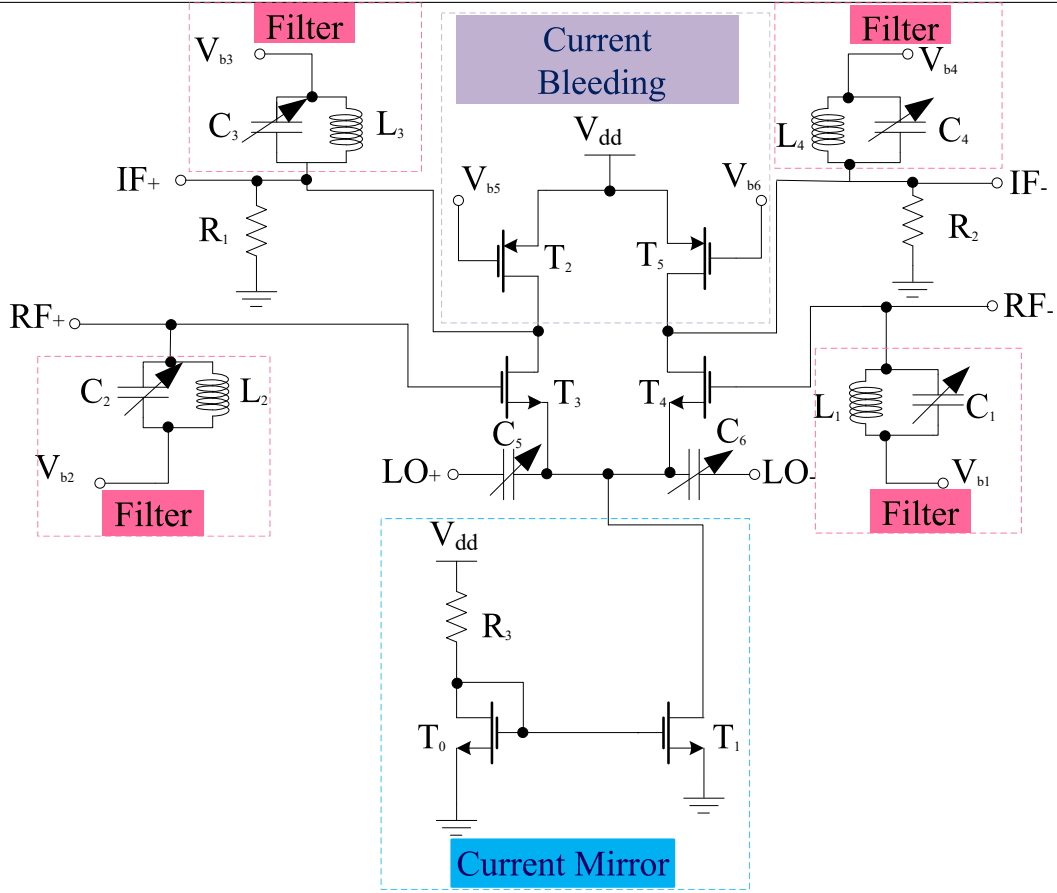 Filter
Current
Bleeding
Filter
Vb3
Vb4
C3
L3
Vdd
L4
C4
IF+
Vb5
Vb6
IF-
R1
T2
T5
R2
RF+
RF-
C2
L2
T3
T4
L1
C1
C5
C6
Vb2
LO+
LO-
Vb1
Filter
Filter
Vdd
R3
T0
T1
Current Mirror